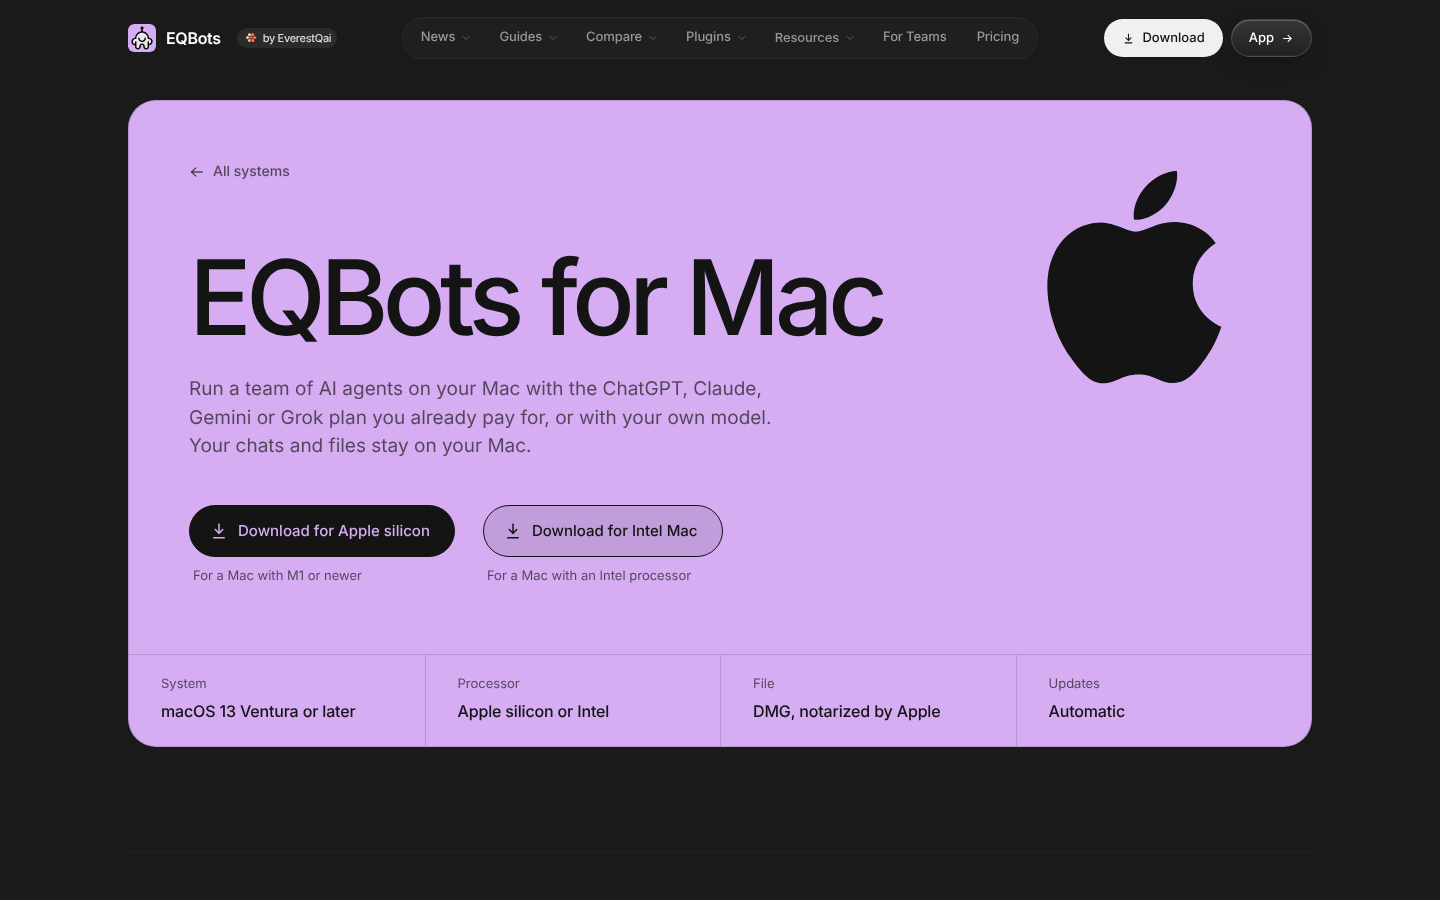 EQBots
by EverestQai
News
Guides
Compare
Plugins
Resources
For Teams
Pricing
Download
App
All systems
EQBots for Mac
Run a team of AI agents on your Mac with the ChatGPT, Claude,
Gemini or Grok plan you already pay for, or with your own model.
Your chats and files stay on your Mac.
Download for Apple silicon
For a Mac with M1 or newer
Download for Intel Mac
For a Mac with an Intel processor
System
macOS 13 Ventura or later
Processor
Apple silicon or Intel
File
DMG, notarized by Apple
Updates
Automatic